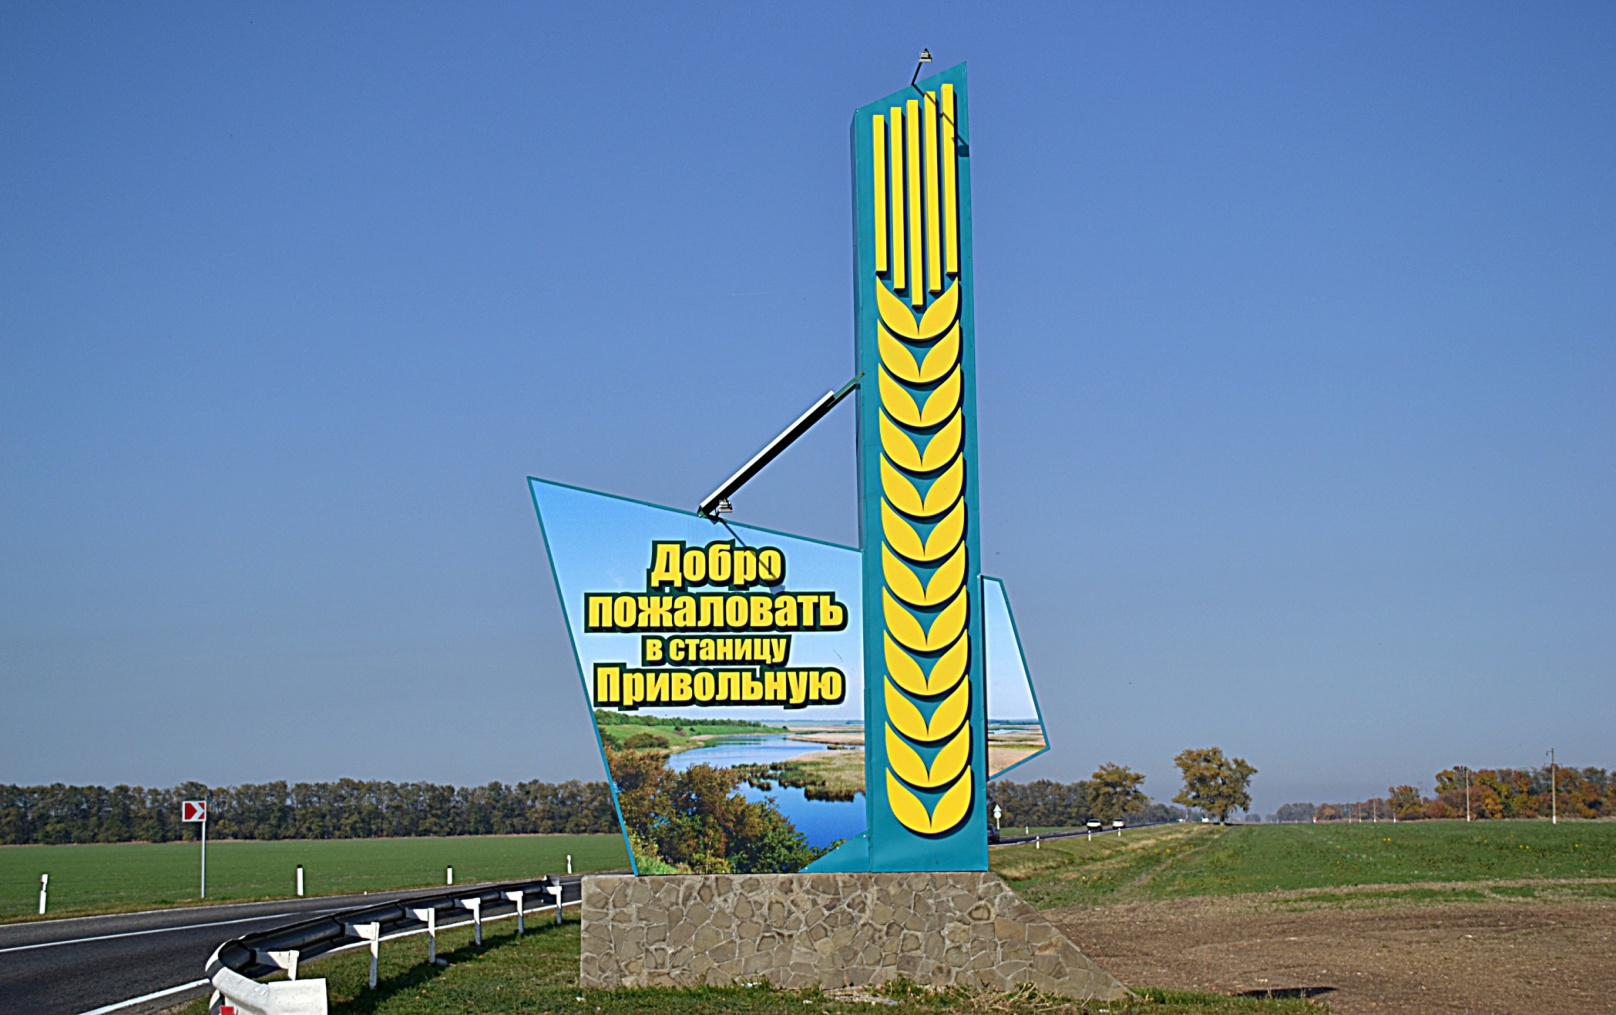 Добро
пожаловать
в станицу
Привольную